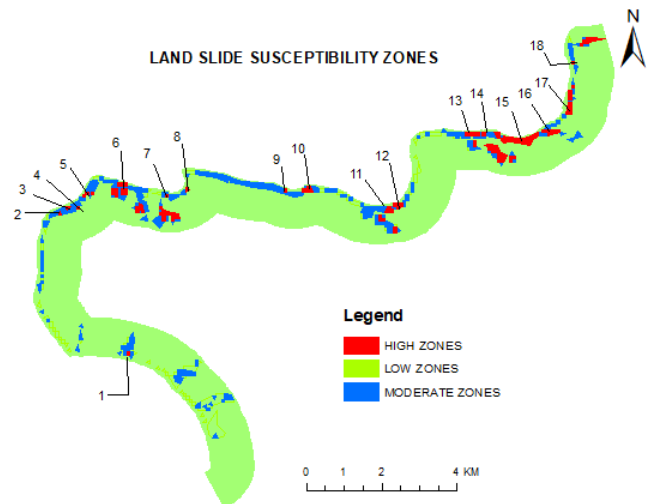 N
LAND SLIDE SUSCEPTIBILITY ZONES
18
17
16
15
14
13
12
11
10
9
8
7
6
5
4
3
2
1
Legend
HIGH ZONES
LOW ZONES
MODERATE ZONES
0 1 2 4 KM